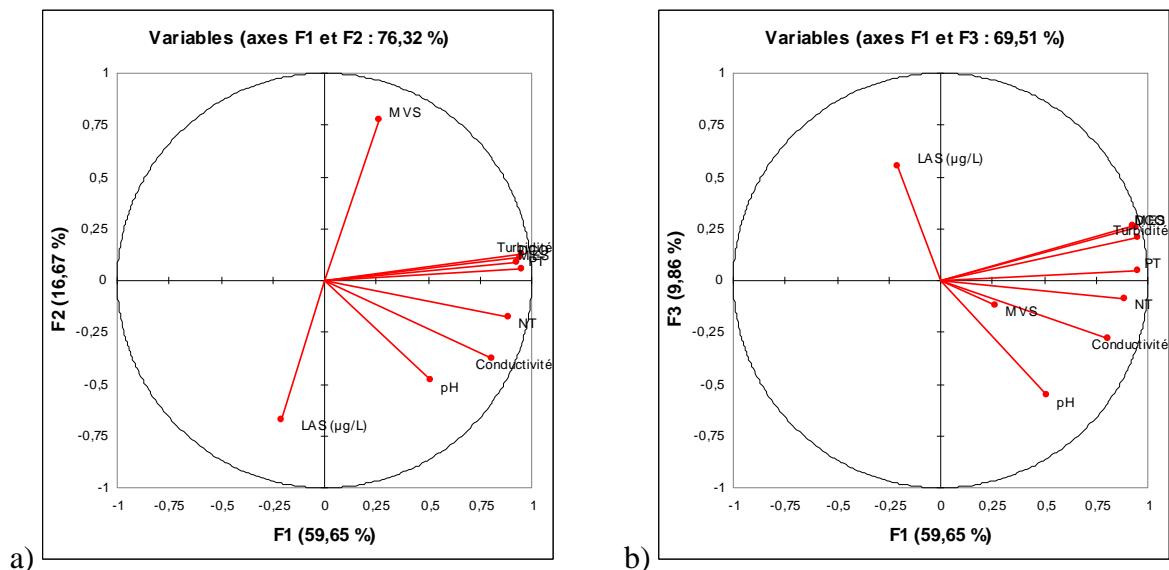 Variables (axes F1 et F2 : 76,32 %)
1
0,75
0,5
0,25
0
-0,25
-0,5
-0,75
-1
-1
-0,75
-0,5
-0,25
0
0,25
0,5
0,75
1
F2 (16,67 %)
F1 (59,65 %)
MVS
Turbidité
MES
PT
NT
Conductivité
pH
LAS (µg/L)
a)
Variables (axes F1 et F3 : 69,51 %)
1
0,75
0,5
0,25
0
-0,25
-0,5
-0,75
-1
-1
-0,75
-0,5
-0,25
0
0,25
0,5
0,75
1
F3 (9,86 %)
F1 (59,65 %)
LAS (µg/L)
Turbidité
PT
NT
MVS
Conductivité
pH
b)